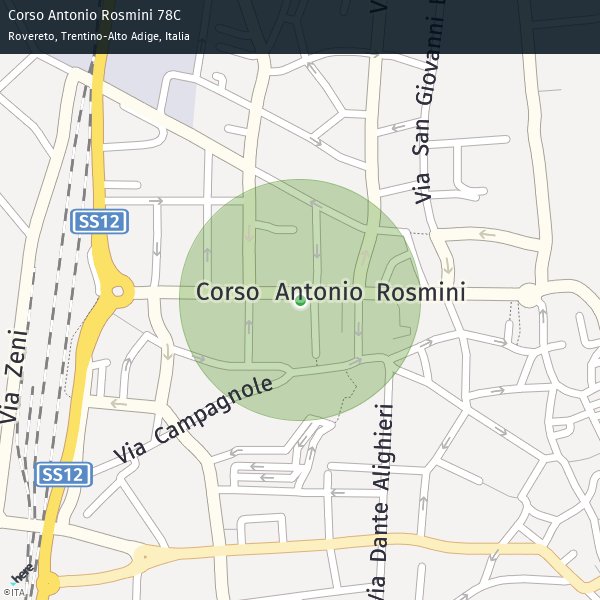 Corso Antonio Rosmini 78C
Rovereto, Trentino-Alto Adige, Italia
Via San Giovanni
SS12
Corso Antonio Rosmini
Via Zeni
Via Campagnole
SS12
Via Dante Alighieri
here
©ITA